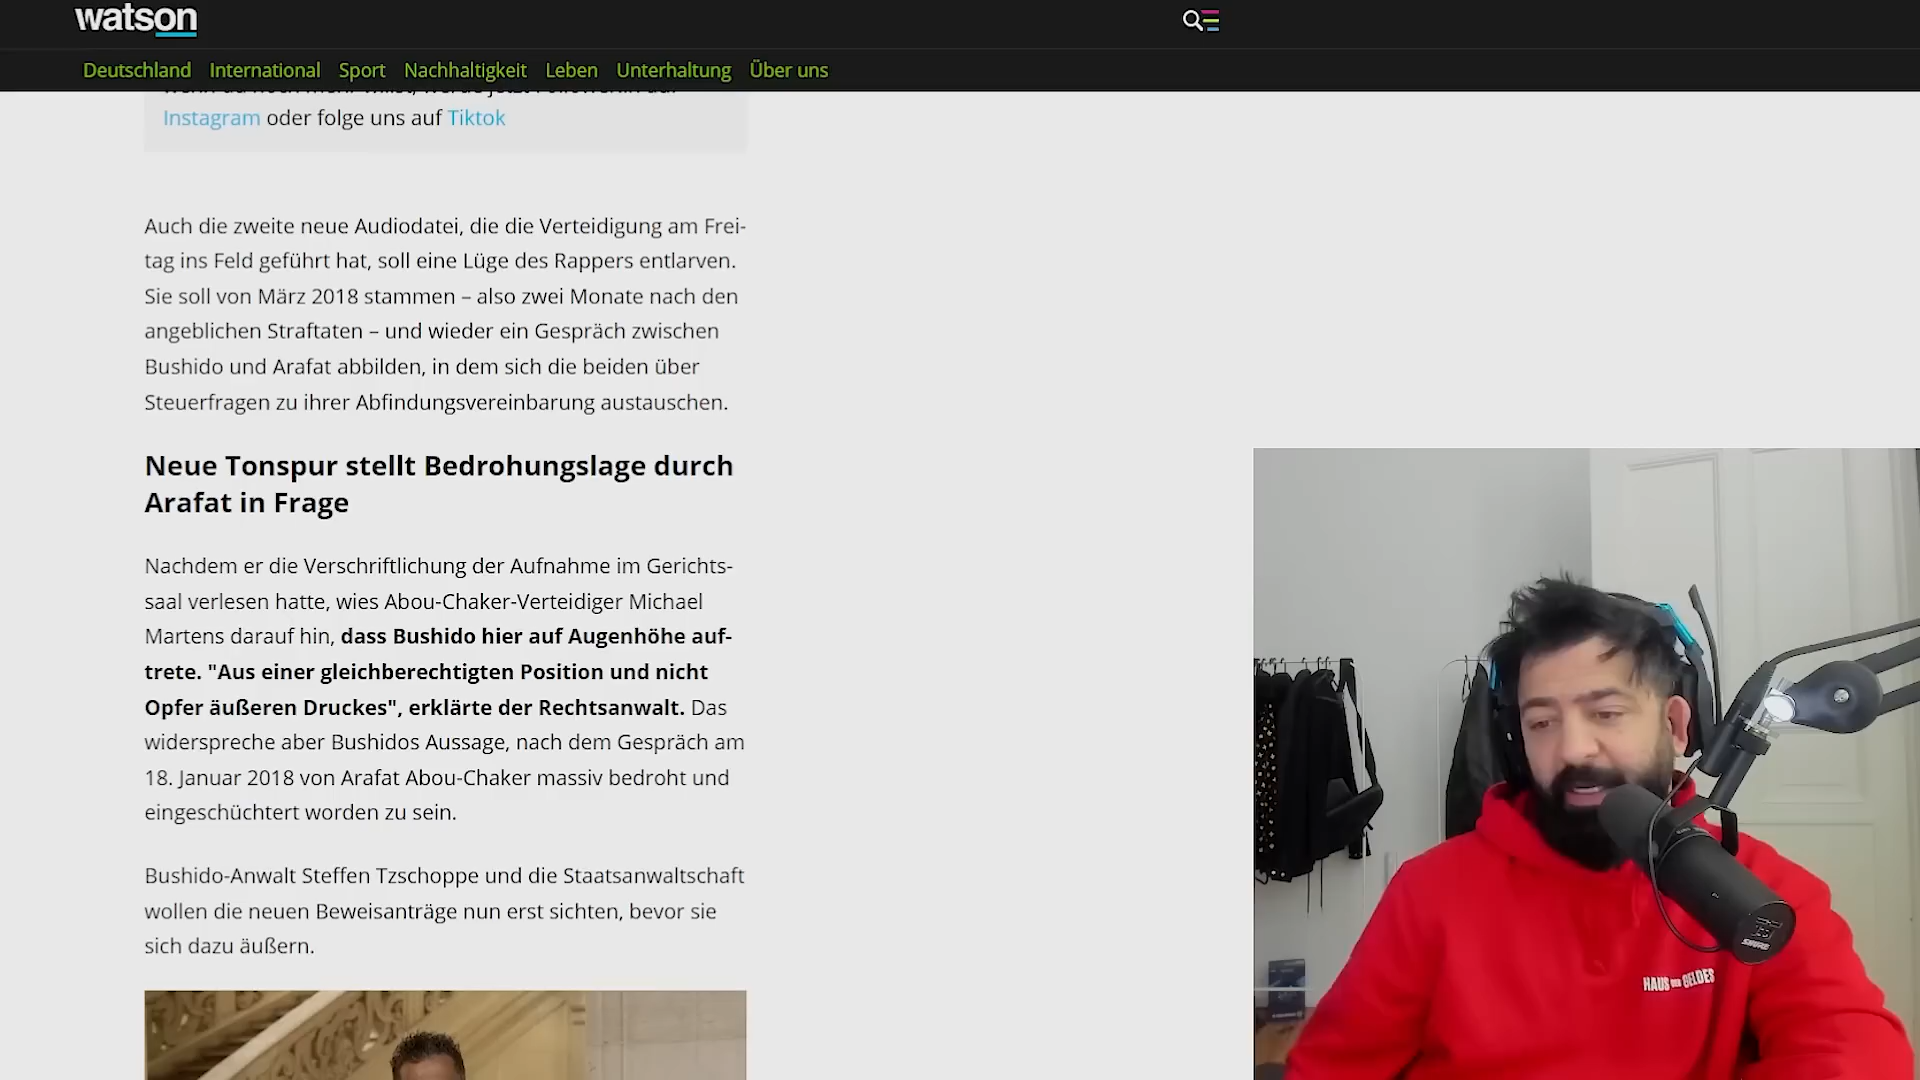 watson
Deutschland International Sport Nachhaltigkeit Leben Unterhaltung Über uns
Instagram oder folge uns auf Tiktok
Auch die zweite neue Audiodatei, die die Verteidigung am Frei-
tag ins Feld geführt hat, soll eine Lüge des Rappers entlarven.
Sie soll von März 2018 stammen – also zwei Monate nach den
angeblichen Straftaten – und wieder ein Gespräch zwischen
Bushido und Arafat abbilden, in dem sich die beiden über
Steuerfragen zu ihrer Abfindungsvereinbarung austauschen.
Neue Tonspur stellt Bedrohungslage durch
Arafat in Frage
Nachdem er die Verschriftlichung der Aufnahme im Gerichts-
saal verlesen hatte, wies Abou-Chaker-Verteidiger Michael
Martens darauf hin, dass Bushido hier auf Augenhöhe auf-
trete. "Aus einer gleichberechtigten Position und nicht
Opfer äußeren Druckes", erklärte der Rechtsanwalt. Das
widerspreche aber Bushidos Aussage, nach dem Gespräch am
18. Januar 2018 von Arafat Abou-Chaker massiv bedroht und
eingeschüchtert worden zu sein.
Bushido-Anwalt Steffen Tzschoppe und die Staatsanwaltschaft
wollen die neuen Beweisanträge nun erst sichten, bevor sie
sich dazu äußern.
HAUS DES GELDES
SHURE